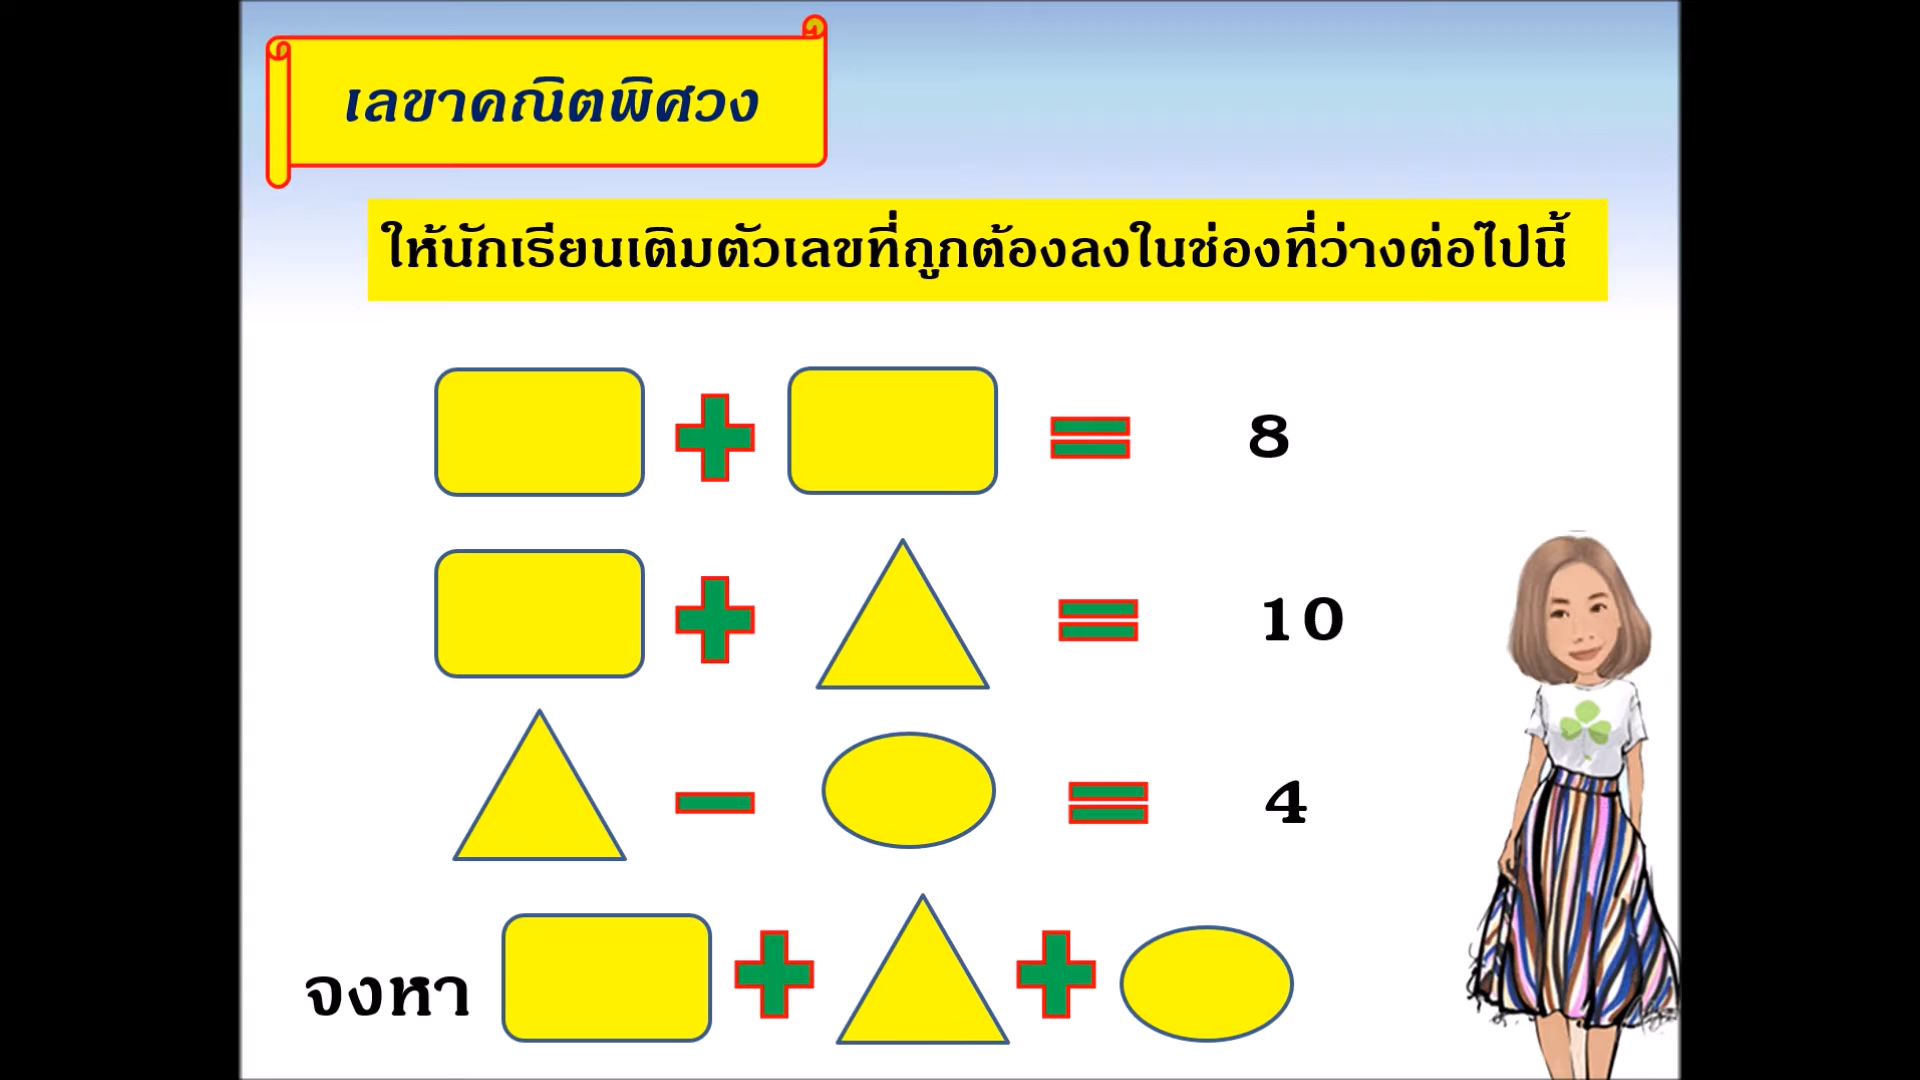 เลขาคณิตพิศวง
ให้นักเรียนเติมตัวเลขที่ถูกต้องลงในช่องที่ว่างต่อไปนี้
+ = 8
+ = 10
- = 4
จงหา + +